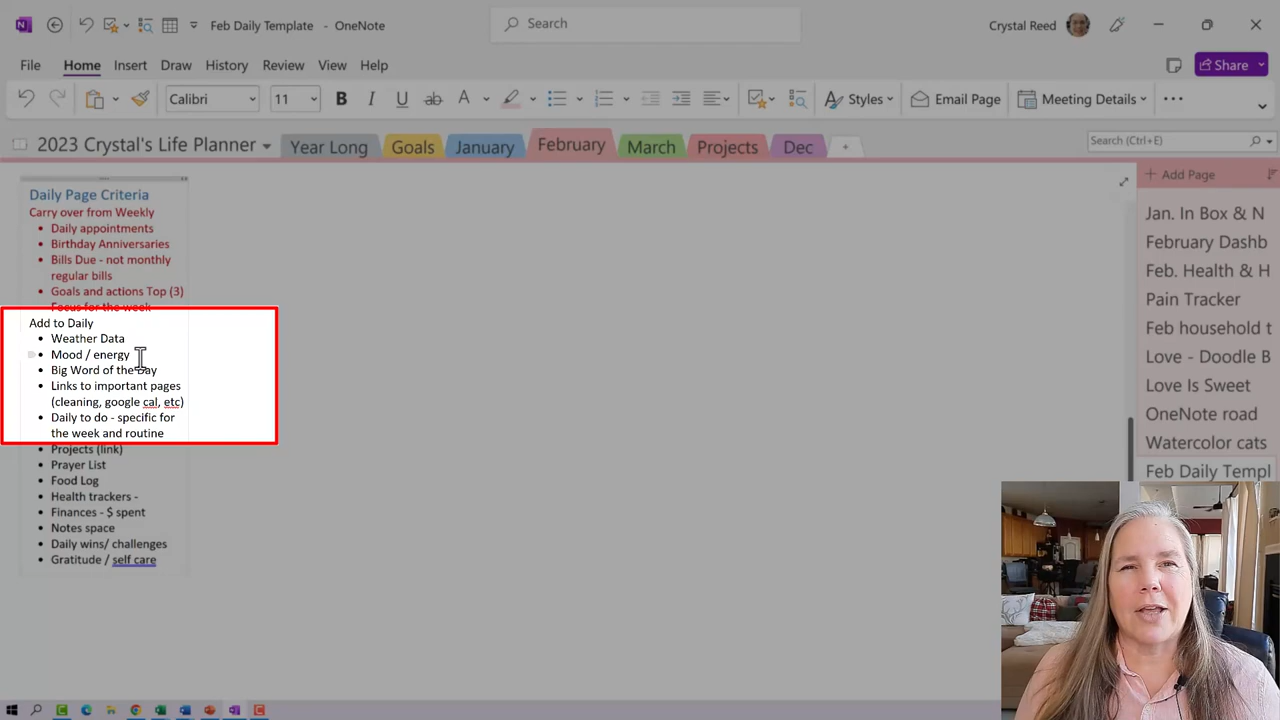 Feb Daily Template - OneNote
Search
Crystal Reed
File Home Insert Draw History Review View Help
Share
Calibri 11 B I U ab A Styles Email Page Meeting Details
2023 Crystal's Life Planner Year Long Goals January February March Projects Dec +
Search (Ctrl+E)
Daily Page Criteria
Carry over from Weekly
Daily appointments
Birthday Anniversaries
Bills Due - not monthly
regular bills
Goals and actions Top (3)
Focus for the week
Add to Daily
Weather Data
Mood / energy
Big Word of the Day
Links to important pages
(cleaning, google cal, etc)
Daily to do - specific for
the week and routine
Projects (link)
Prayer List
Food Log
Health trackers -
Finances - $ spent
Notes space
Daily wins/ challenges
Gratitude / self care
Add Page
Jan. In Box & N
February Dashb
Feb. Health & H
Pain Tracker
Feb household t
Love - Doodle B
Love Is Sweet
OneNote road
Watercolor cats
Feb Daily Templ